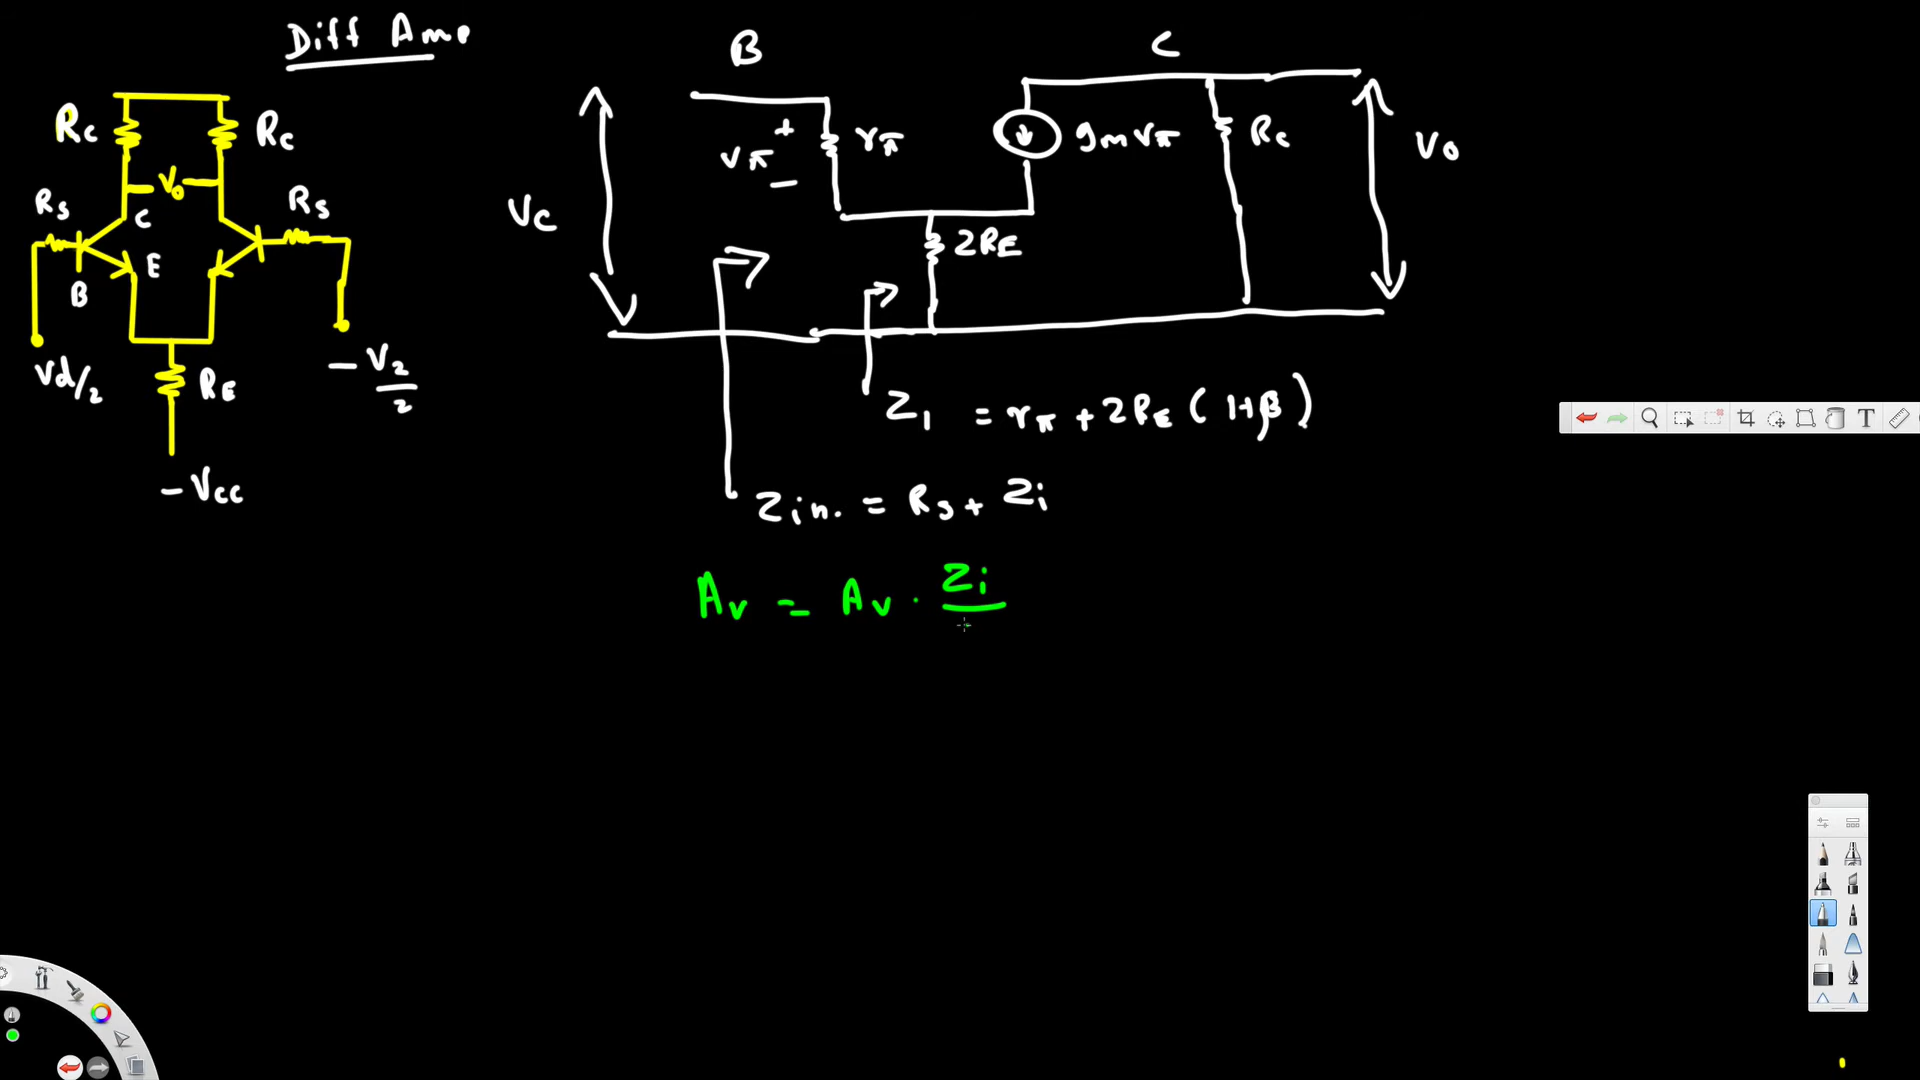 Diff Amp
Rc
Rc
Vo
Rs
Rs
C
E
B
Vd/2
- V2/2
RE
- Vcc
B
C
Vc
+
vπ
-
rπ
gmvπ
Rc
Vo
2RE
Z1 = rπ + 2RE (1+β)
Zin. = Rs + Zi
Av = Av · Zi
T